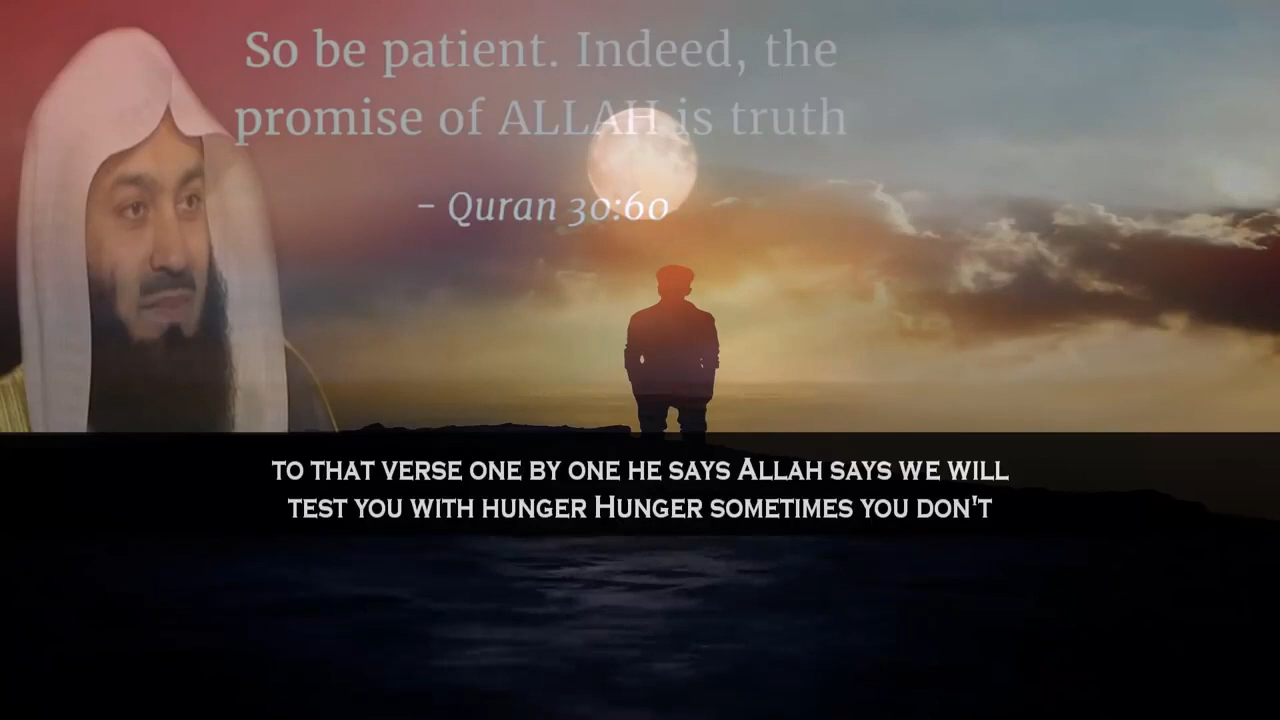 So be patient. Indeed, the
promise of ALLAH is truth
- Quran 30:60
TO THAT VERSE ONE BY ONE HE SAYS ALLAH SAYS WE WILL
TEST YOU WITH HUNGER HUNGER SOMETIMES YOU DON'T